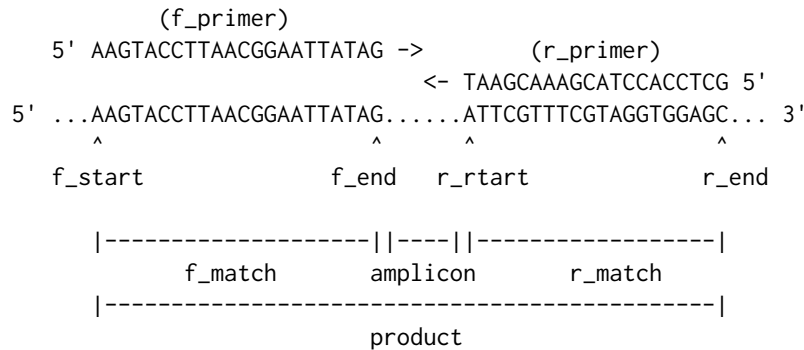 (f_primer)
5' AAGTACCTTAACGGAATTATAG -> (r_primer)
<- TAAGCAAAGCATCCACCTCG 5'
5' ...AAGTACCTTAACGGAATTATAG......ATTCGTTTCGTAGGTGGAGC... 3'
^ ^ ^ ^
f_start f_end r_rtart r_end
|--------------------||----||------------------|
f_match amplicon r_match
|----------------------------------------------|
product